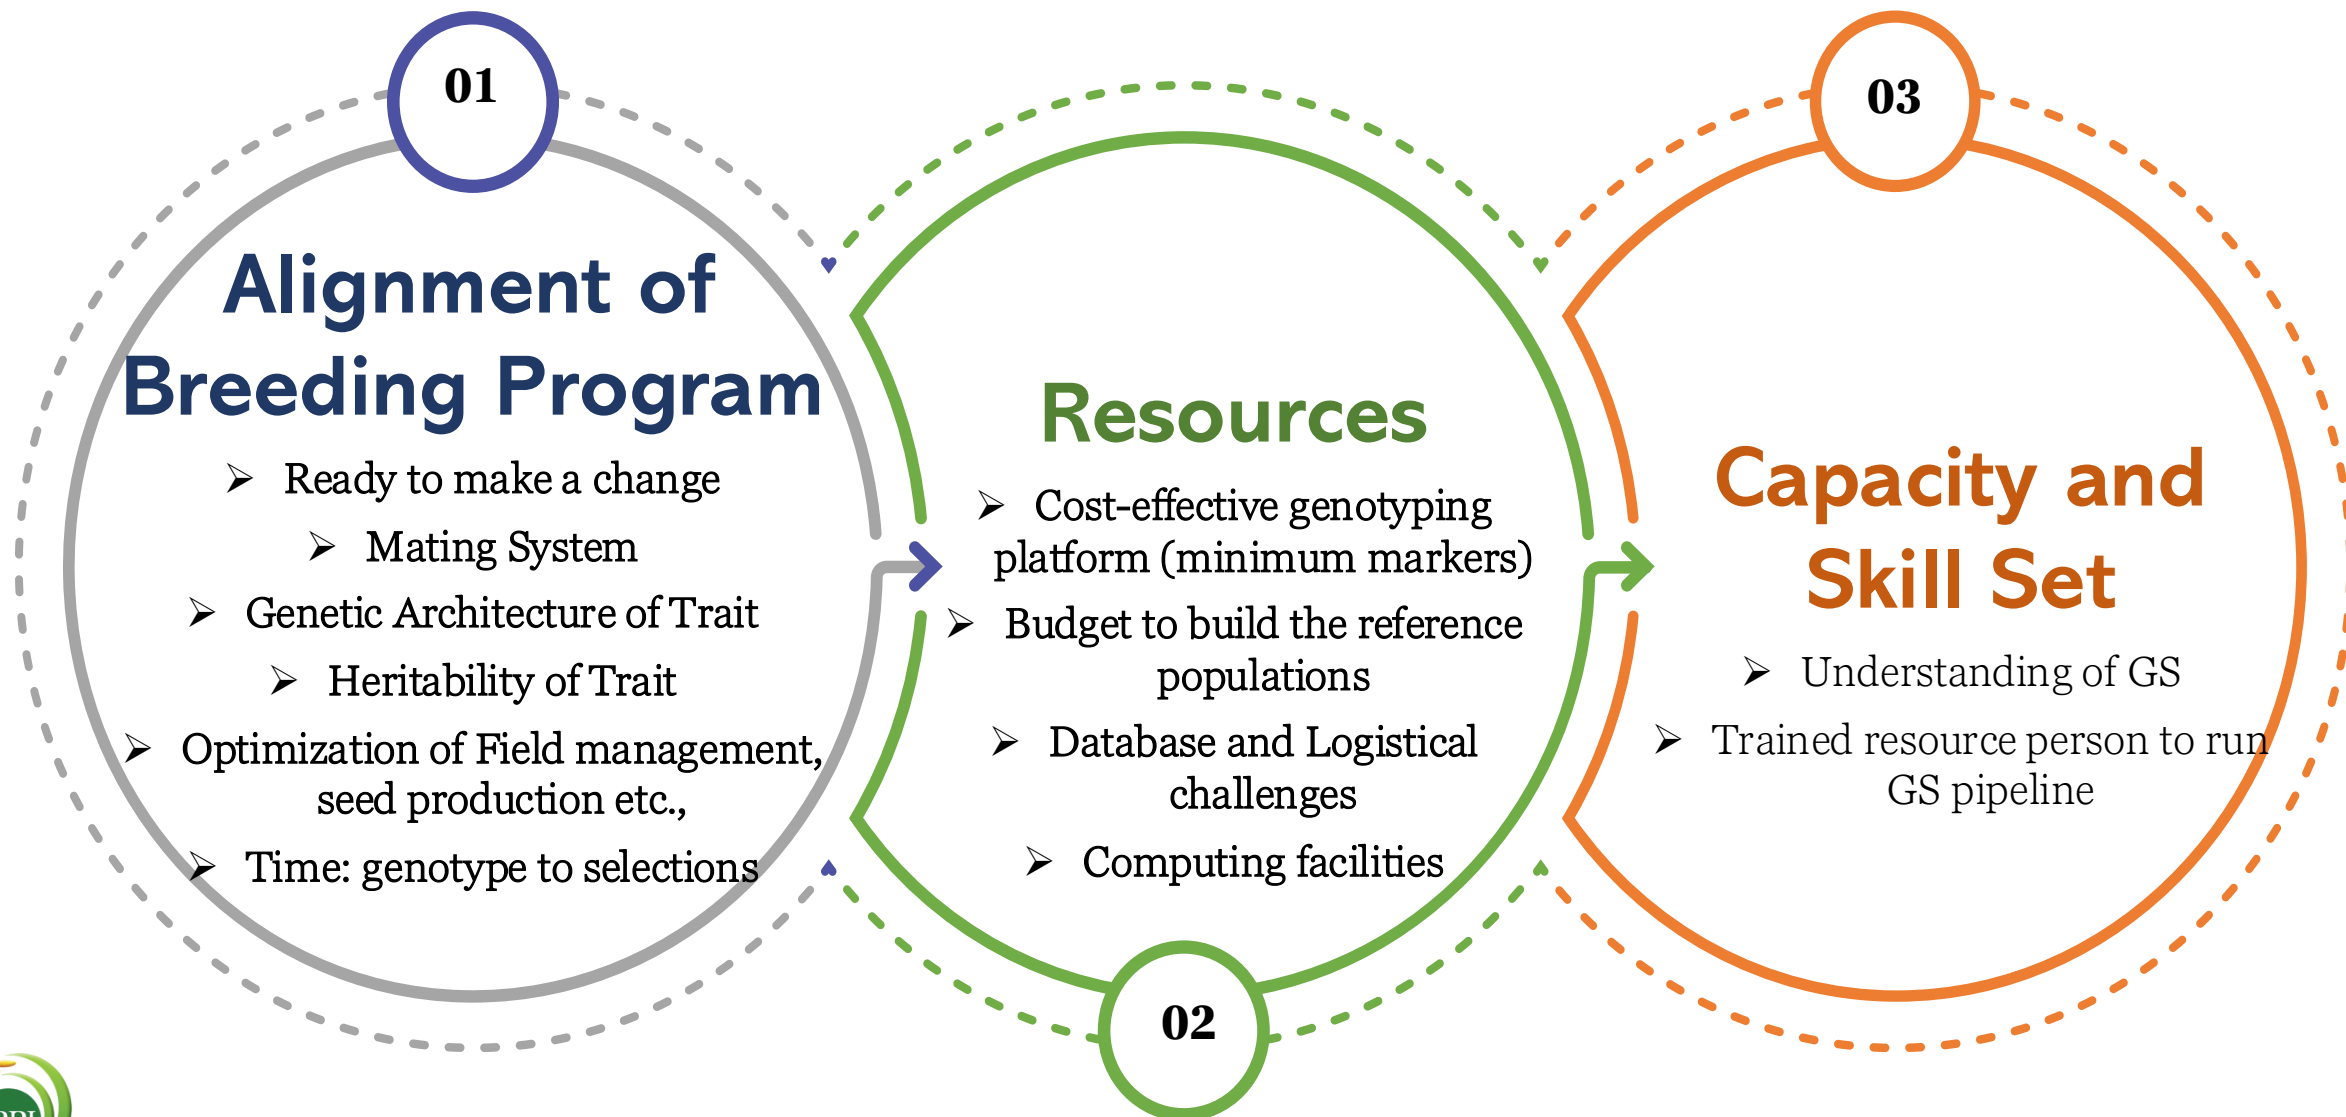 01
Alignment of
Breeding Program
➢ Ready to make a change
➢ Mating System
➢ Genetic Architecture of Trait
➢ Heritability of Trait
➢ Optimization of Field management,
seed production etc.,
➢ Time: genotype to selections
Resources
➢ Cost-effective genotyping
platform (minimum markers)
➢ Budget to build the reference
populations
➢ Database and Logistical
challenges
➢ Computing facilities
02
03
Capacity and
Skill Set
➢ Understanding of GS
➢ Trained resource person to run
GS pipeline